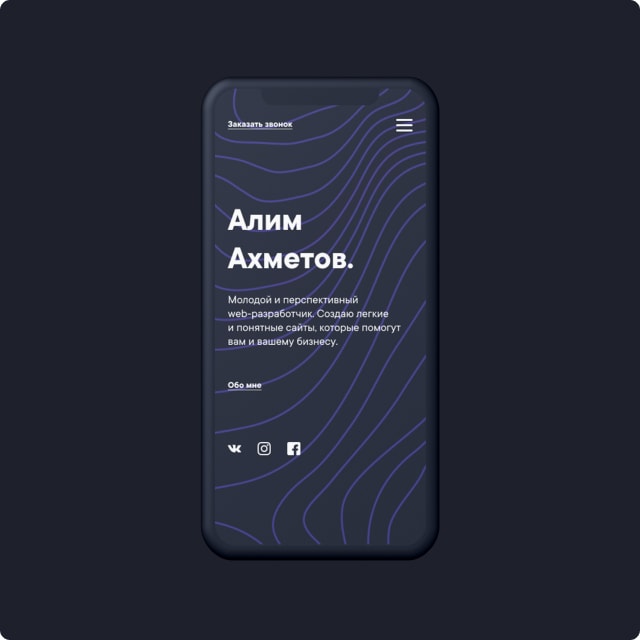 Заказать звонок
Алим
Ахметов.
Молодой и перспективный
web-разработчик. Создаю легкие
и понятные сайты, которые помогут
вам и вашему бизнесу.
Обо мне